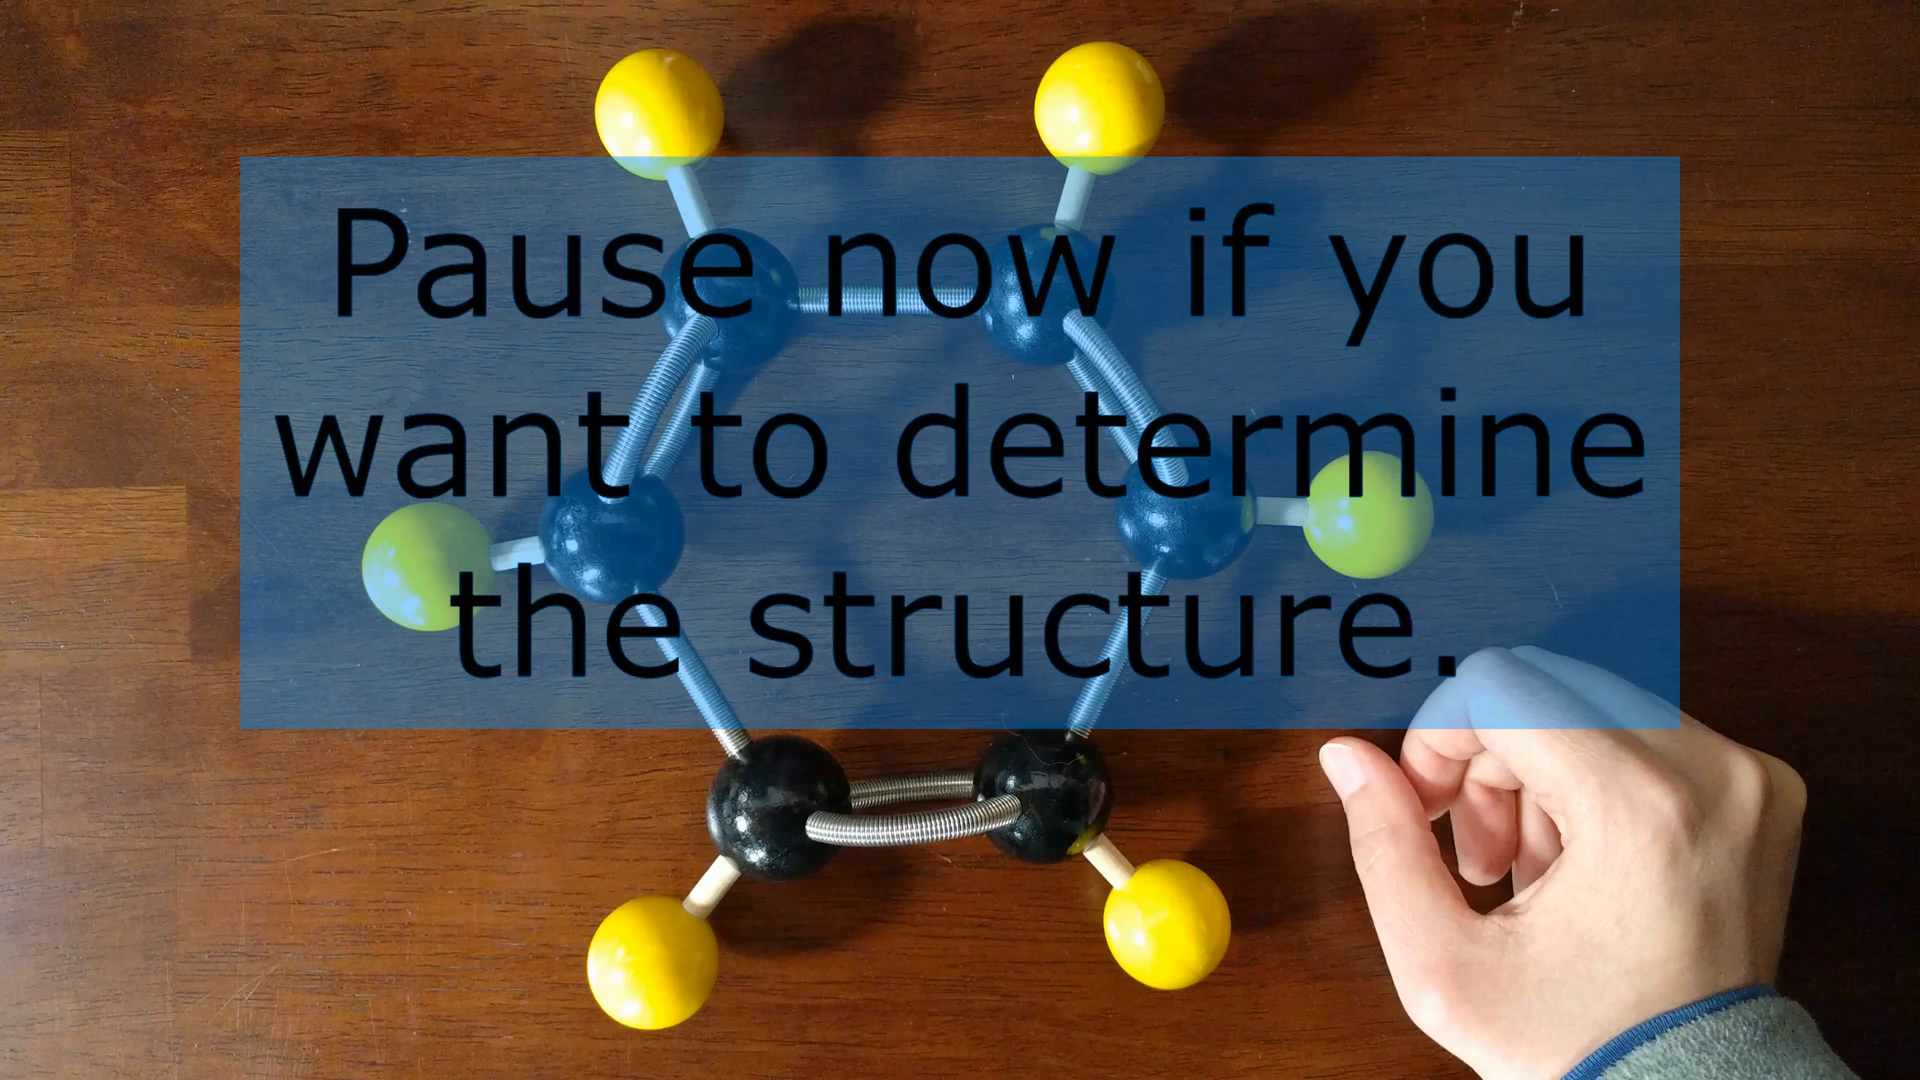 Pause now if you
want to determine
the structure.